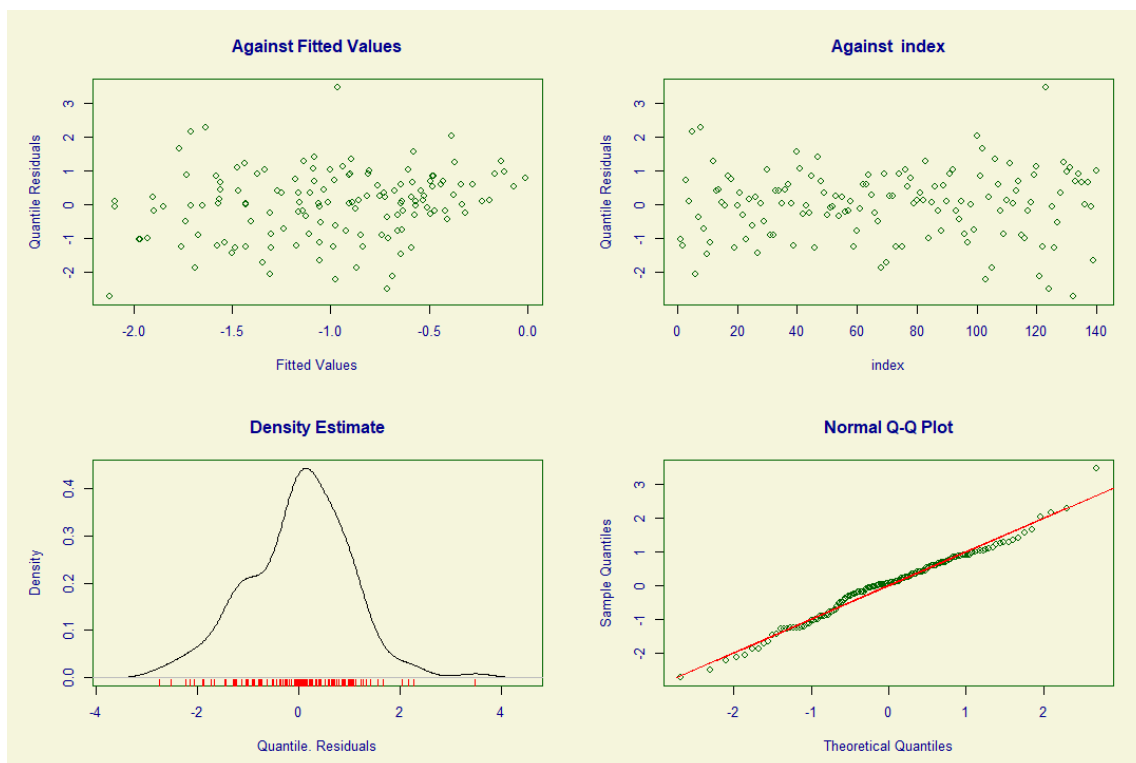 Against Fitted Values
Quantile Residuals
3
2
1
0
-1
-2
-2.0 -1.5 -1.0 -0.5 0.0
Fitted Values
Against index
Quantile Residuals
3
2
1
0
-1
-2
0 20 40 60 80 100 120 140
index
Density Estimate
Density
0.4
0.3
0.2
0.1
0.0
-4 -2 0 2 4
Quantile. Residuals
Normal Q-Q Plot
Sample Quantiles
3
2
1
0
-1
-2
-2 -1 0 1 2
Theoretical Quantiles